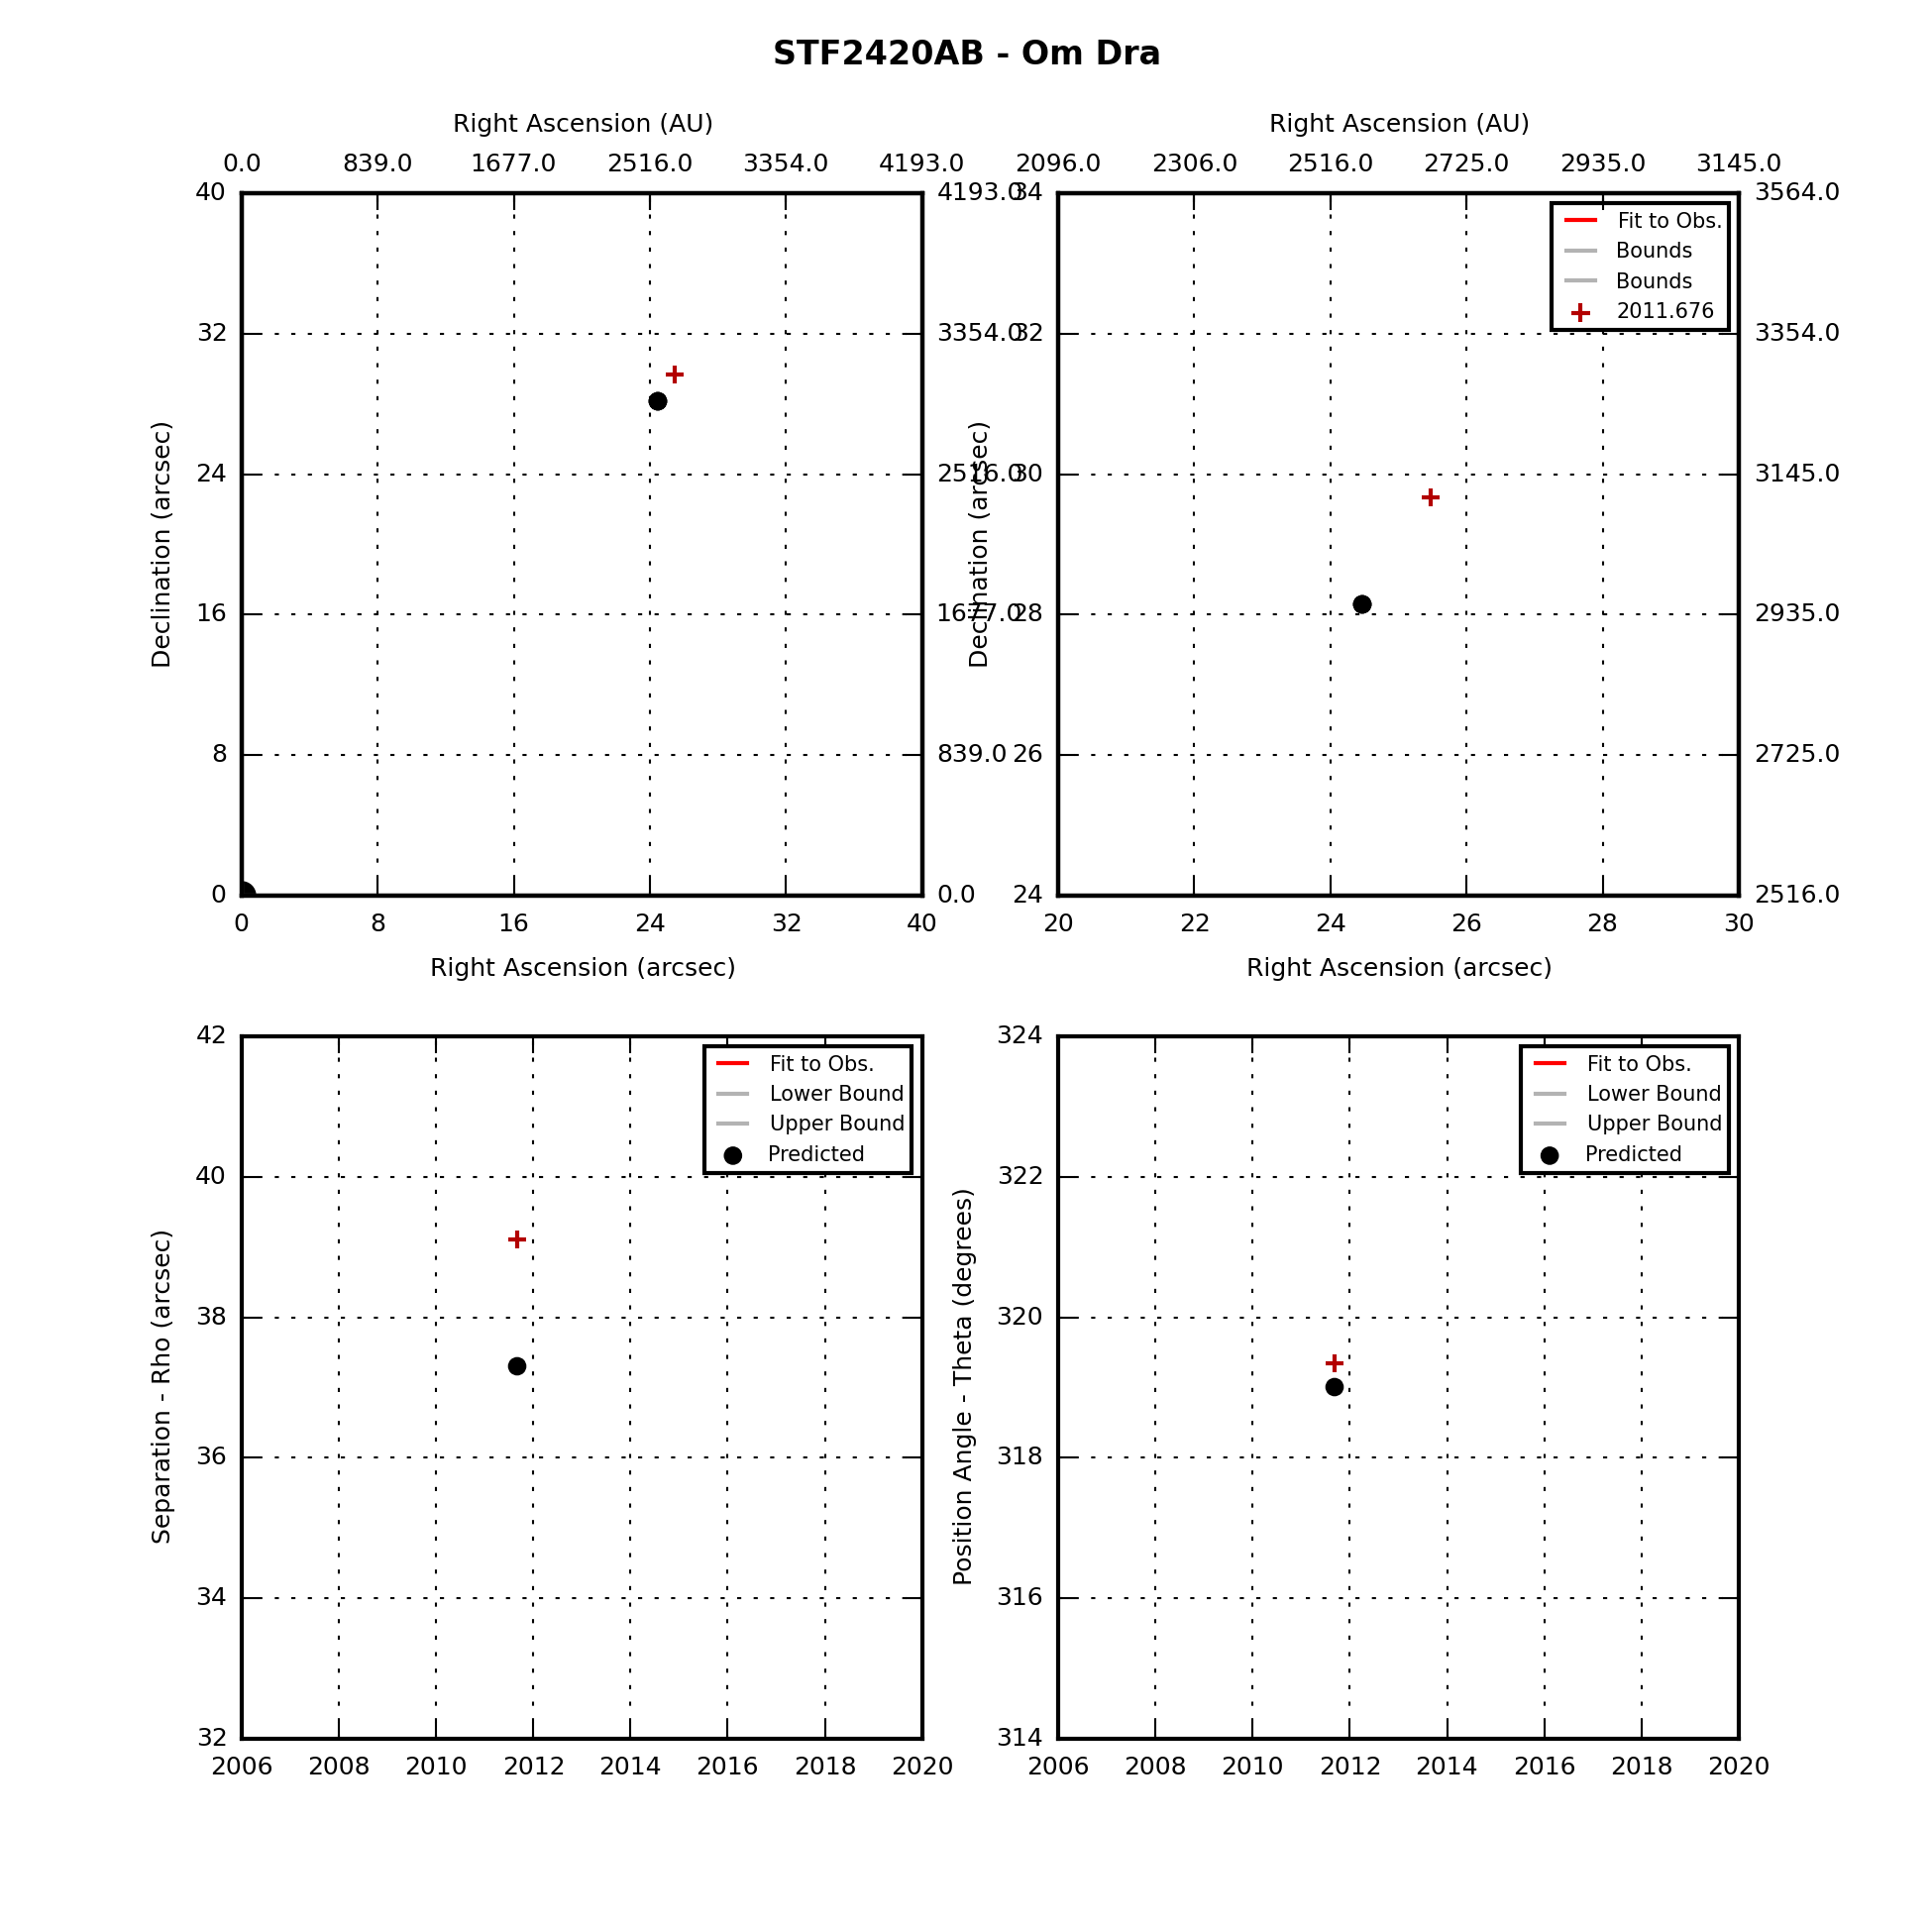 STF2420AB - Om Dra
Right Ascension (AU)
0.0 839.0 1677.0 2516.0 3354.0 4193.0
40
32
24
16
8
0
Declination (arcsec)
4193.0
3354.0
2516.0
1677.0
839.0
0.0
0 8 16 24 32 40
Right Ascension (arcsec)
Right Ascension (AU)
2096.0 2306.0 2516.0 2725.0 2935.0 3145.0
34
32
30
28
26
24
Declination (arcsec)
Fit to Obs.
Bounds
Bounds
2011.676
3564.0
3354.0
3145.0
2935.0
2725.0
2516.0
20 22 24 26 28 30
Right Ascension (arcsec)
42
40
38
36
34
32
Separation - Rho (arcsec)
Fit to Obs.
Lower Bound
Upper Bound
Predicted
2006 2008 2010 2012 2014 2016 2018 2020
324
322
320
318
316
314
Position Angle - Theta (degrees)
Fit to Obs.
Lower Bound
Upper Bound
Predicted
2006 2008 2010 2012 2014 2016 2018 2020